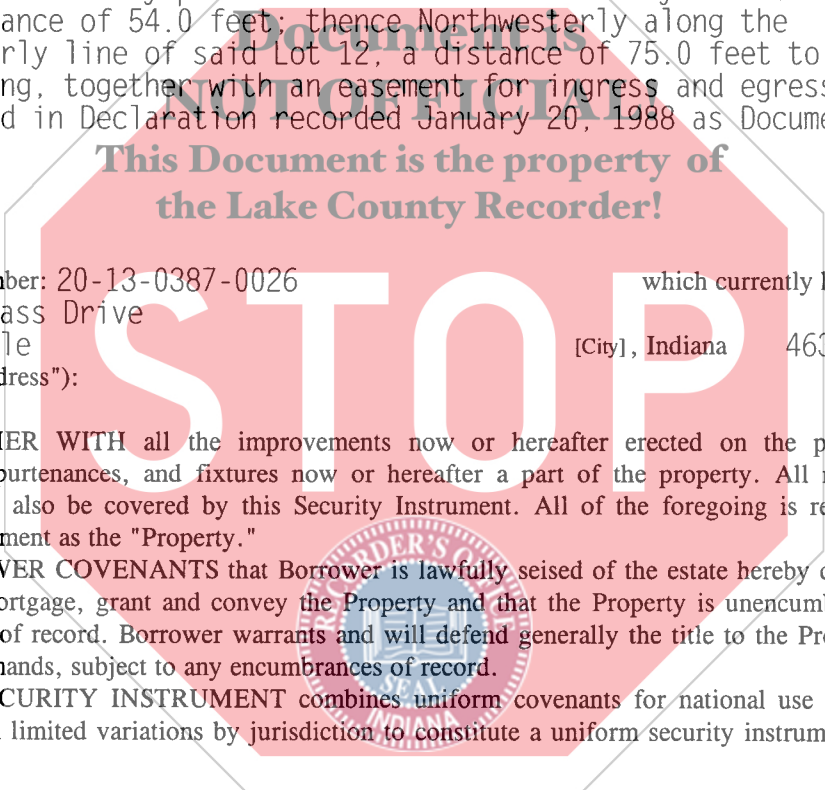 ance of 54.0 feet; thence Northwesterly along the
rly line of said Lot 12, a distance of 75.0 feet to
ng, together with an easement for ingress and egress
d in Declaration recorded January 20, 1988 as Docume
Document is
NOT OFFICIAL!
This Document is the property of
the Lake County Recorder!
ber: 20-13-0387-0026 which currently
ass Drive
le [City], Indiana 463
dress"):
STOP
ER WITH all the improvements now or hereafter erected on the p
purtenances, and fixtures now or hereafter a part of the property. All
also be covered by this Security Instrument. All of the foregoing is re
ment as the "Property."
VER COVENANTS that Borrower is lawfully seised of the estate hereby
ortgage, grant and convey the Property and that the Property is unencumb
of record. Borrower warrants and will defend generally the title to the Pro
ands, subject to any encumbrances of record.
CURITY INSTRUMENT combines uniform covenants for national use
limited variations by jurisdiction to constitute a uniform security instrum
RECORDER'S OFFICE
SEAL
INDIANA